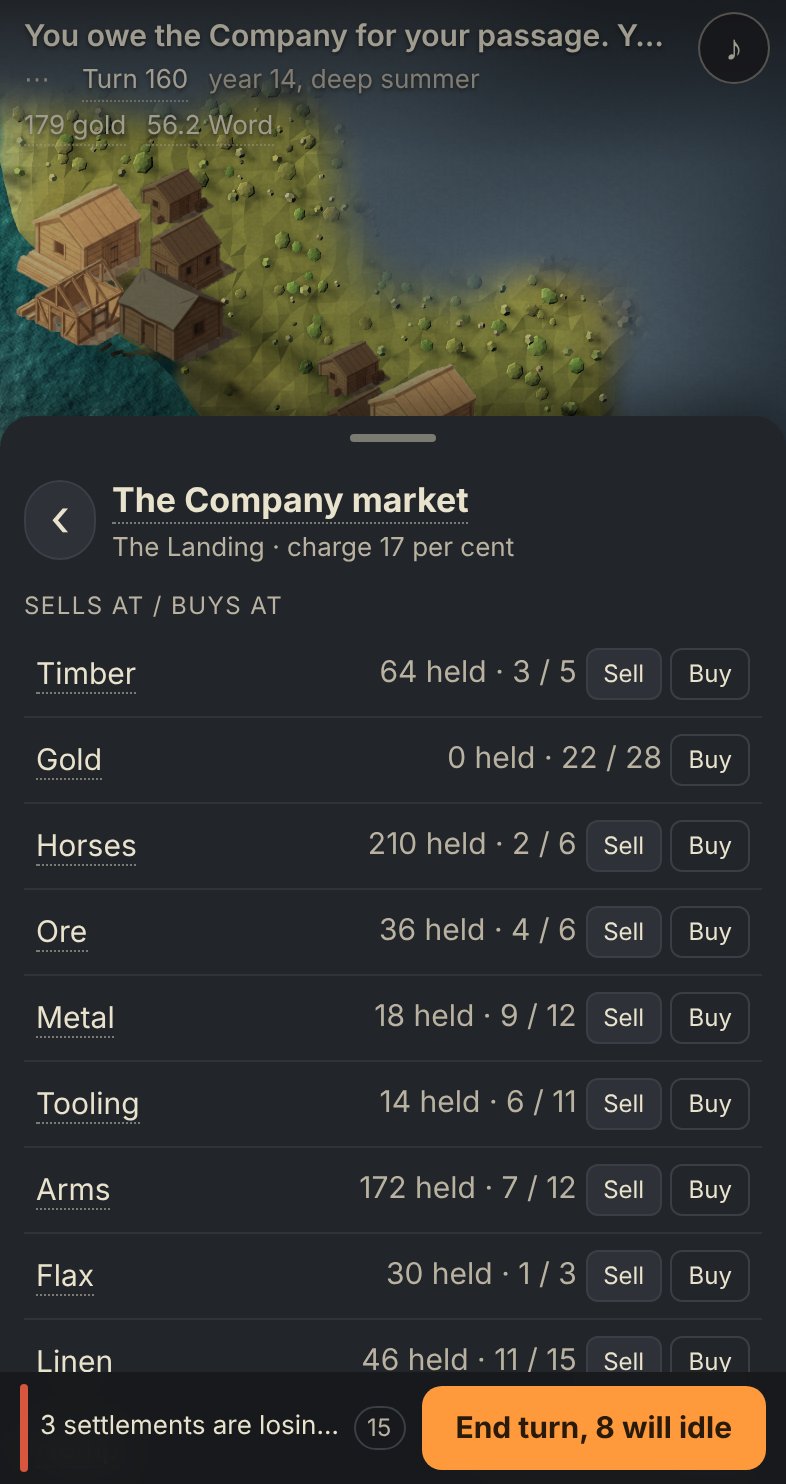 You owe the Company for your passage. Y...
... Turn 160 year 14, deep summer
179 gold 56.2 Word
♪
The Company market
The Landing · charge 17 per cent
SELLS AT / BUYS AT
Timber 64 held · 3 / 5 Sell Buy
Gold 0 held · 22 / 28 Buy
Horses 210 held · 2 / 6 Sell Buy
Ore 36 held · 4 / 6 Sell Buy
Metal 18 held · 9 / 12 Sell Buy
Tooling 14 held · 6 / 11 Sell Buy
Arms 172 held · 7 / 12 Sell Buy
Flax 30 held · 1 / 3 Sell Buy
Linen 46 held · 11 / 15 Sell Buy
3 settlements are losin... 15 End turn, 8 will idle